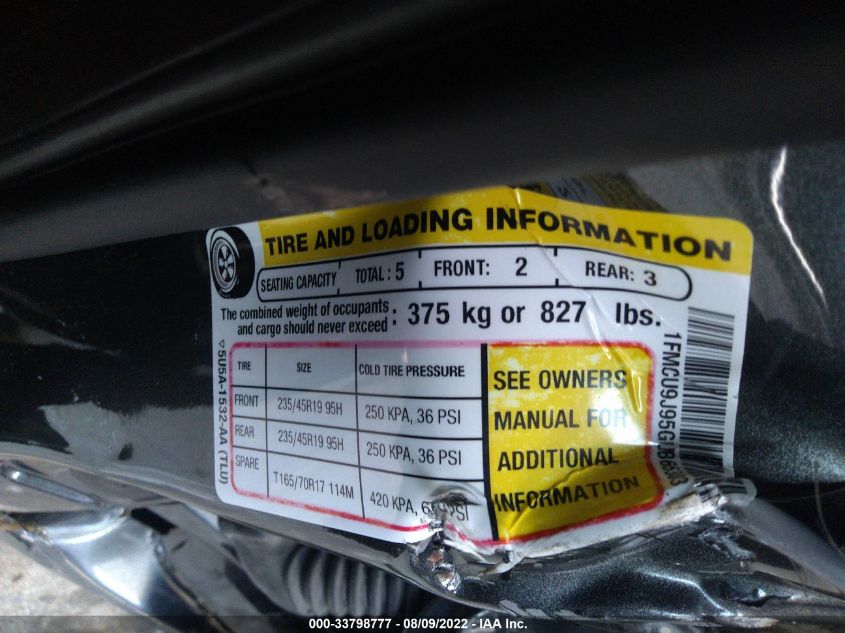 TIRE AND LOADING INFORMATION
SEATING CAPACITY TOTAL: 5 FRONT: 2 REAR: 3
The combined weight of occupants
and cargo should never exceed : 375 kg or 827 lbs.
TIRE SIZE COLD TIRE PRESSURE
FRONT 235/45R19 95H 250 KPA, 36 PSI
REAR 235/45R19 95H 250 KPA, 36 PSI
SPARE T165/70R17 114M 420 KPA, PSI
SEE OWNERS
MANUAL FOR
ADDITIONAL
INFORMATION
5U5A-1532-AA (TLU)
000-33798777 - 08/09/2022 - IAA Inc.